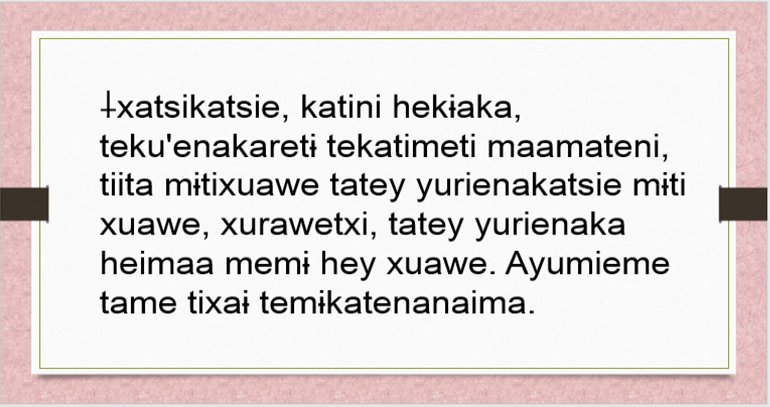 Ɨxatsikatsie, katini hekɨaka,
teku'enakaretɨ tekatimeti maamateni,
tiita mɨtixuawe tatey yurienakatsie mɨti
xuawe, xurawetxi, tatey yurienaka
heimaa memɨ hey xuawe. Ayumieme
tame tixaɨ temɨkatenanaima.